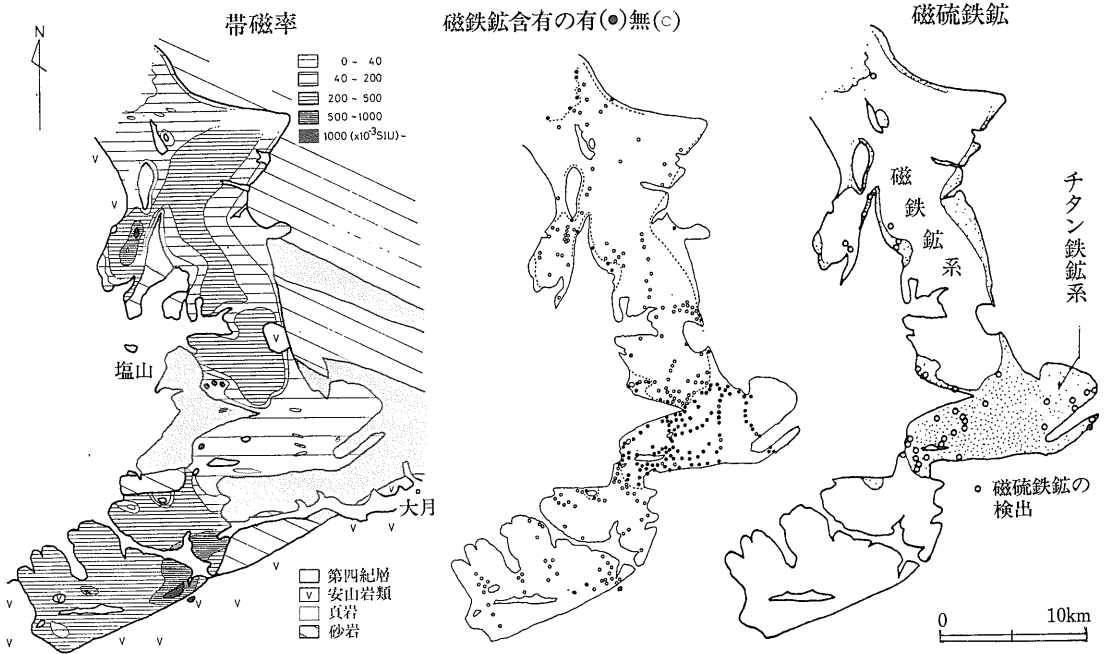 帯磁率
磁鉄鉱含有の有(●)無(○)
磁硫鉄鉱
N
0 ~ 40
40 ~ 200
200 ~ 500
500 ~1000
1000 (x10⁻³SIU) -
v
v
v
塩山
v
大月
v
v
v
v
v
v
v
v
v
v
第四紀層
v 安山岩類
頁岩
砂岩
磁鉄鉱系
チタン鉄鉱系
○ 磁硫鉄鉱の
検出
0 10km